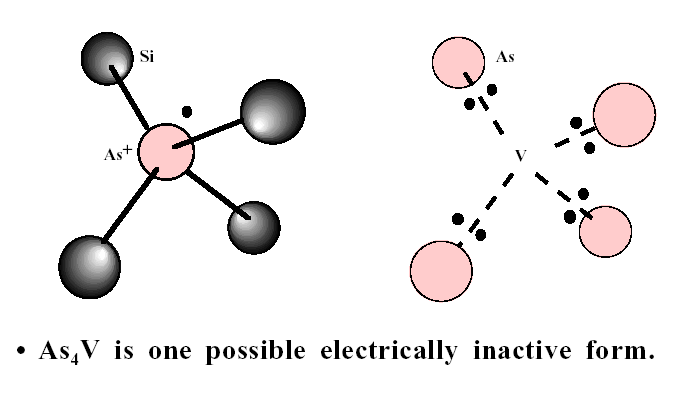 Si
As
As⁺
V
• As₄V is one possible electrically inactive form.